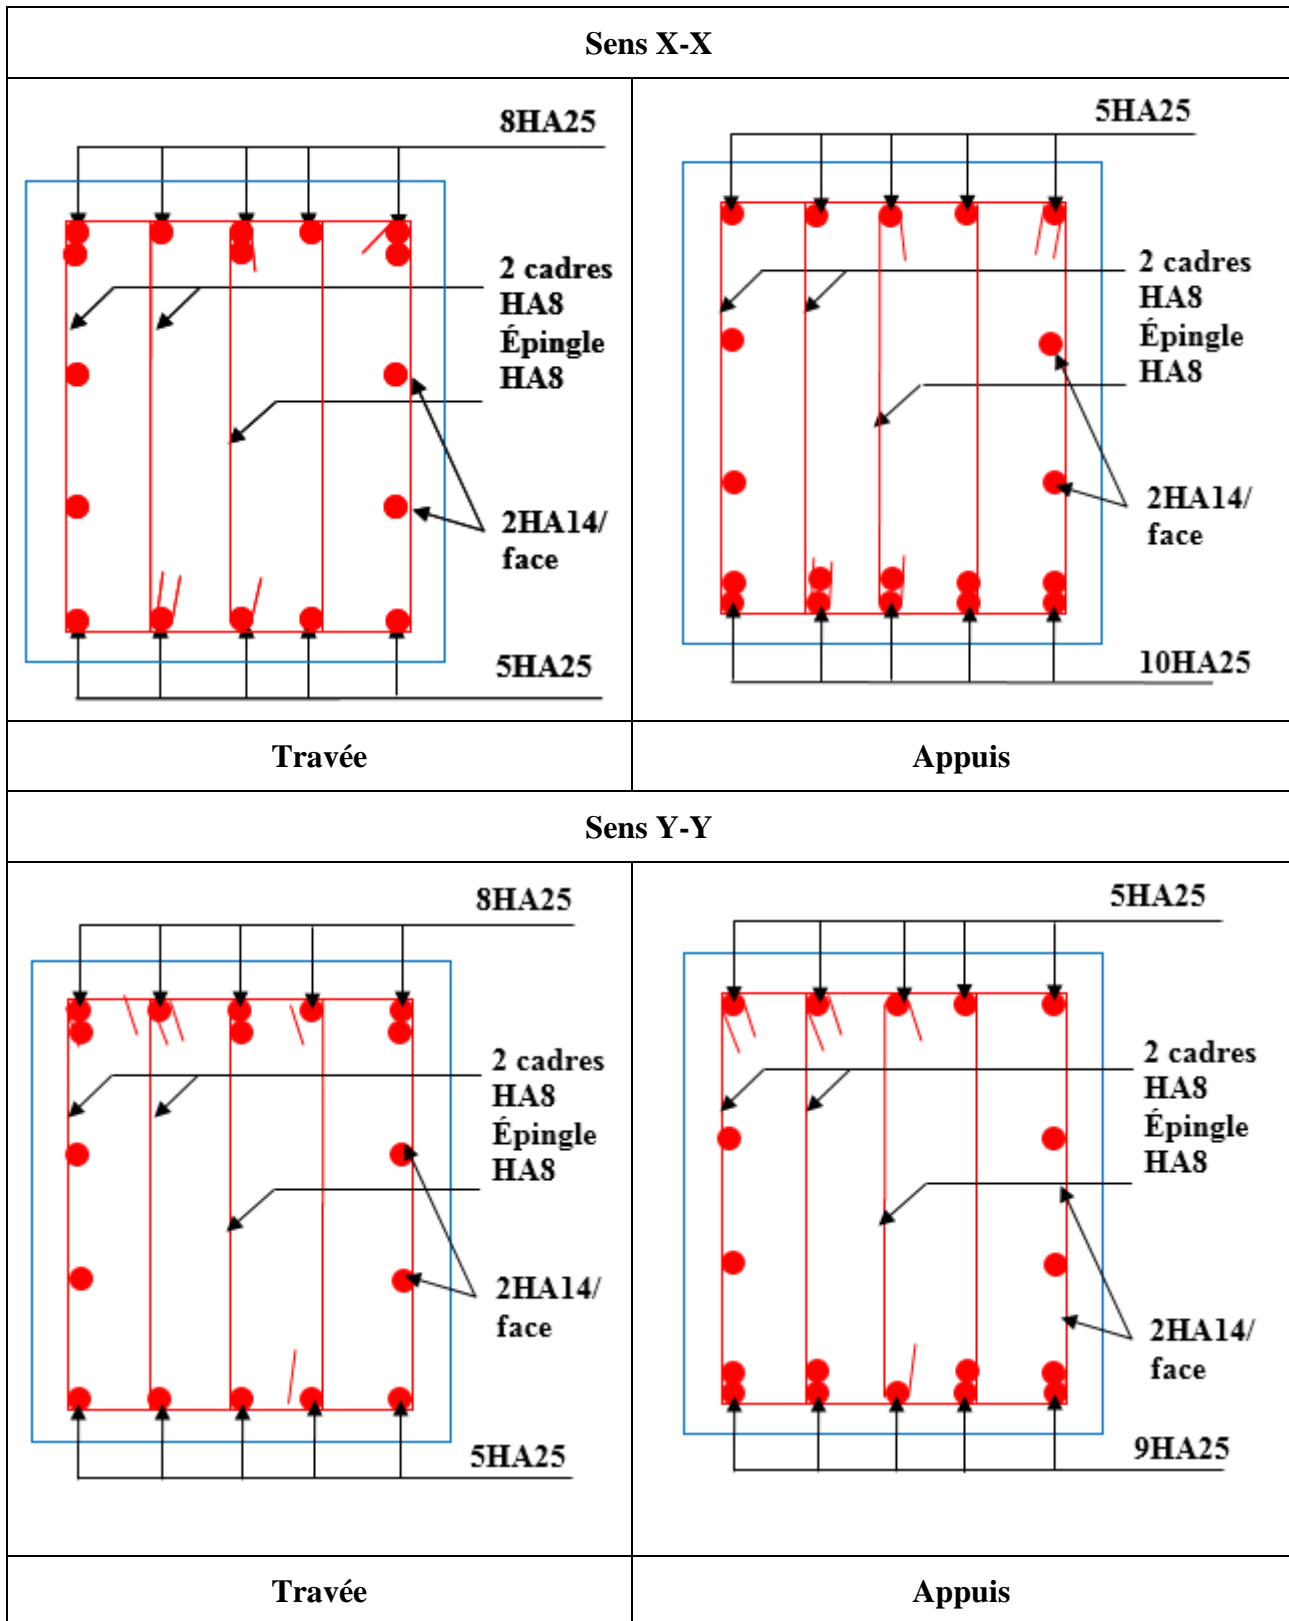 Sens X-X
8HA25
2 cadres
HA8
Épingle
HA8
2HA14/
face
5HA25
5HA25
2 cadres
HA8
Épingle
HA8
2HA14/
face
10HA25
Travée
Appuis
Sens Y-Y
8HA25
2 cadres
HA8
Épingle
HA8
2HA14/
face
5HA25
5HA25
2 cadres
HA8
Épingle
HA8
2HA14/
face
9HA25
Travée
Appuis